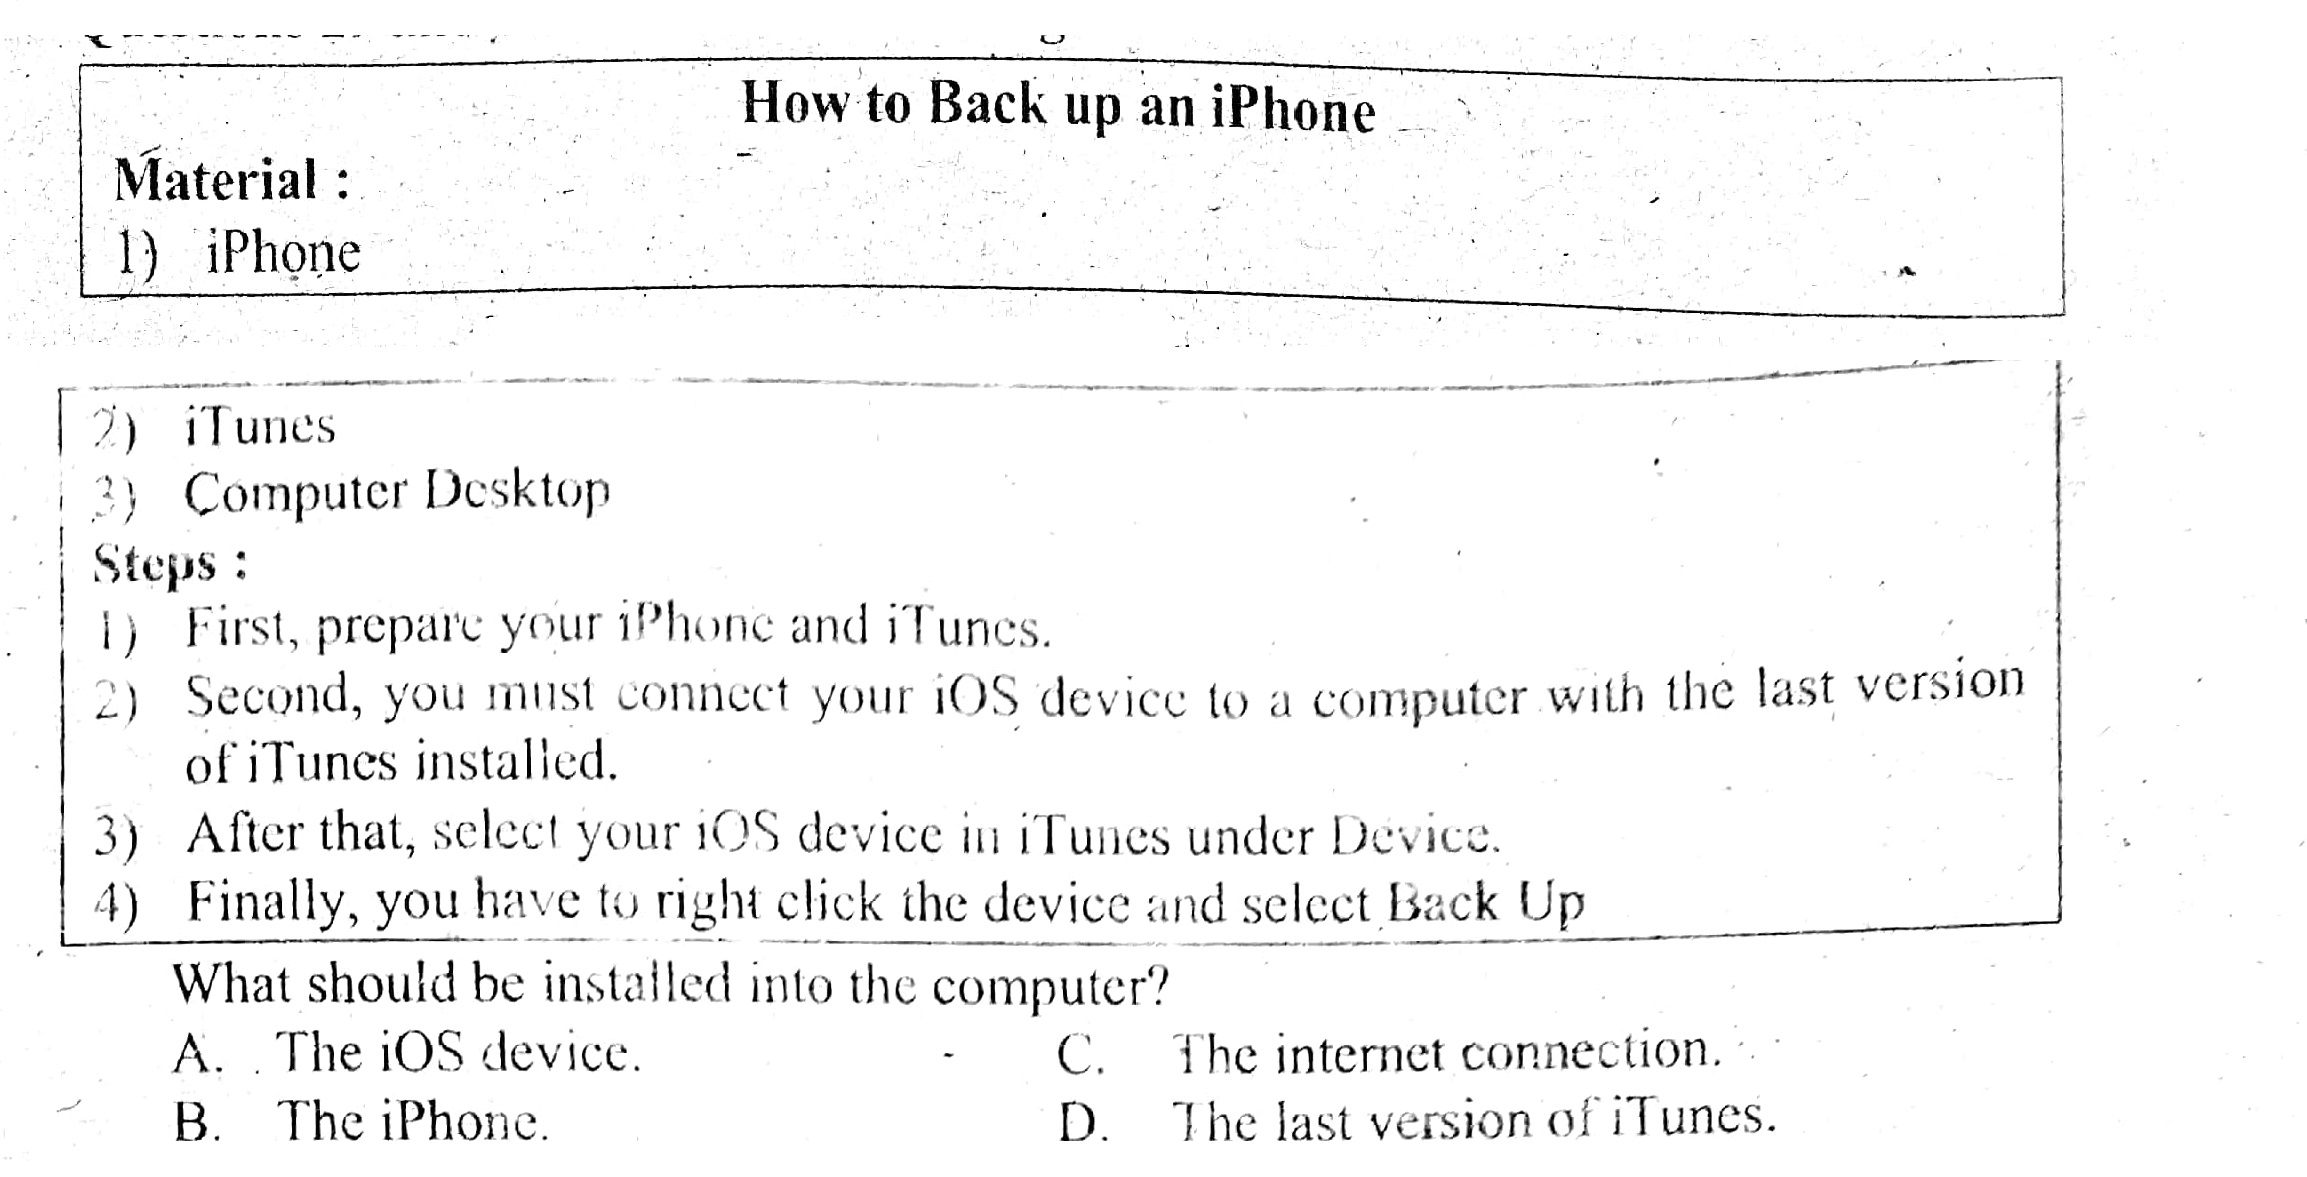 How to Back up an iPhone
Material :
1) iPhone
2) iTunes
3) Computer Desktop
Steps :
1) First, prepare your iPhone and iTunes.
2) Second, you must connect your iOS device to a computer with the last version
of iTunes installed.
3) After that, select your iOS device in iTunes under Device.
4) Finally, you have to right click the device and select Back Up
What should be installed into the computer?
A. The iOS device.
C. The internet connection.
B. The iPhone.
D. The last version of iTunes.